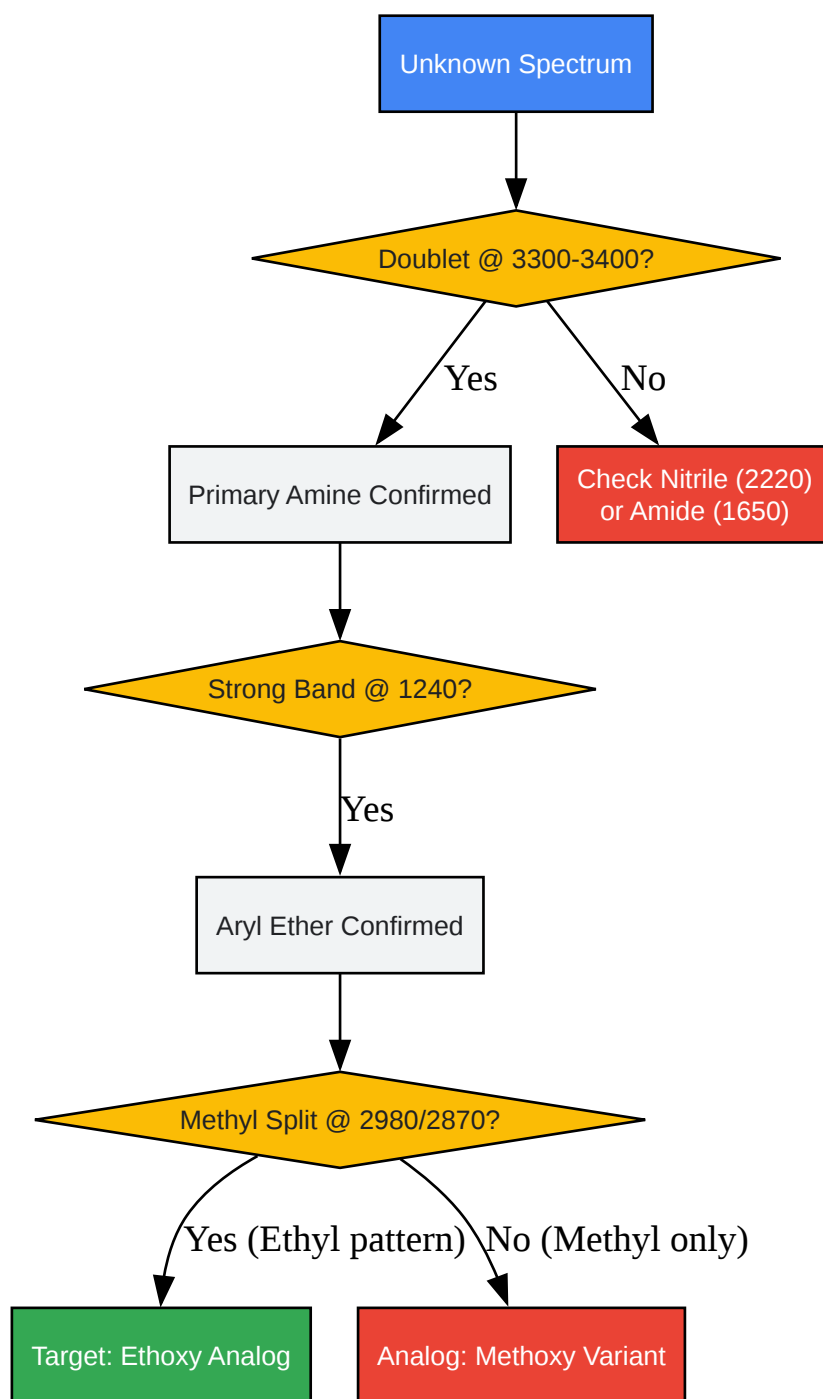 Unknown Spectrum
Doublet @ 3300-3400?
Yes
No
Primary Amine Confirmed
Check Nitrile (2220)
or Amide (1650)
Strong Band @ 1240?
Yes
Aryl Ether Confirmed
Methyl Split @ 2980/2870?
Yes (Ethyl pattern)
No (Methyl only)
Target: Ethoxy Analog
Analog: Methoxy Variant